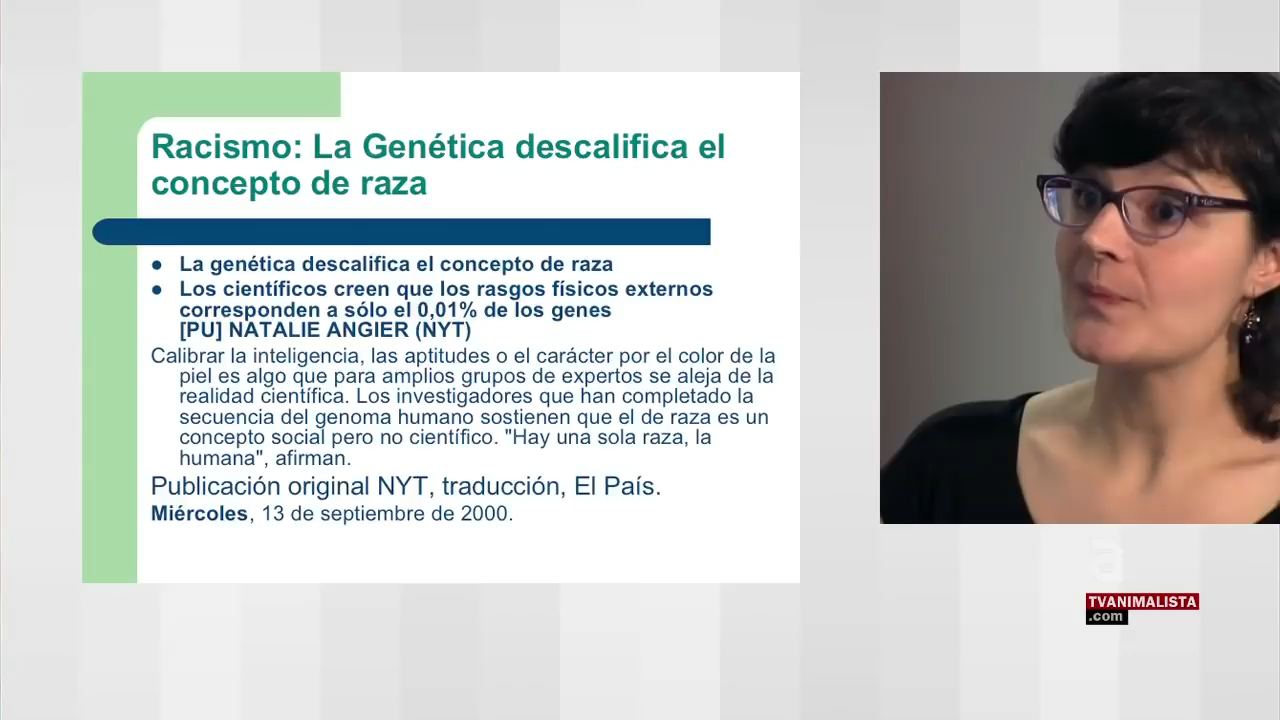 Racismo: La Genética descalifica el
concepto de raza
● La genética descalifica el concepto de raza
● Los científicos creen que los rasgos físicos externos
corresponden a sólo el 0,01% de los genes
[PU] NATALIE ANGIER (NYT)
Calibrar la inteligencia, las aptitudes o el carácter por el color de la
piel es algo que para amplios grupos de expertos se aleja de la
realidad científica. Los investigadores que han completado la
secuencia del genoma humano sostienen que el de raza es un
concepto social pero no científico. "Hay una sola raza, la
humana", afirman.
Publicación original NYT, traducción, El País.
Miércoles, 13 de septiembre de 2000.
a
TVANIMALISTA
.com